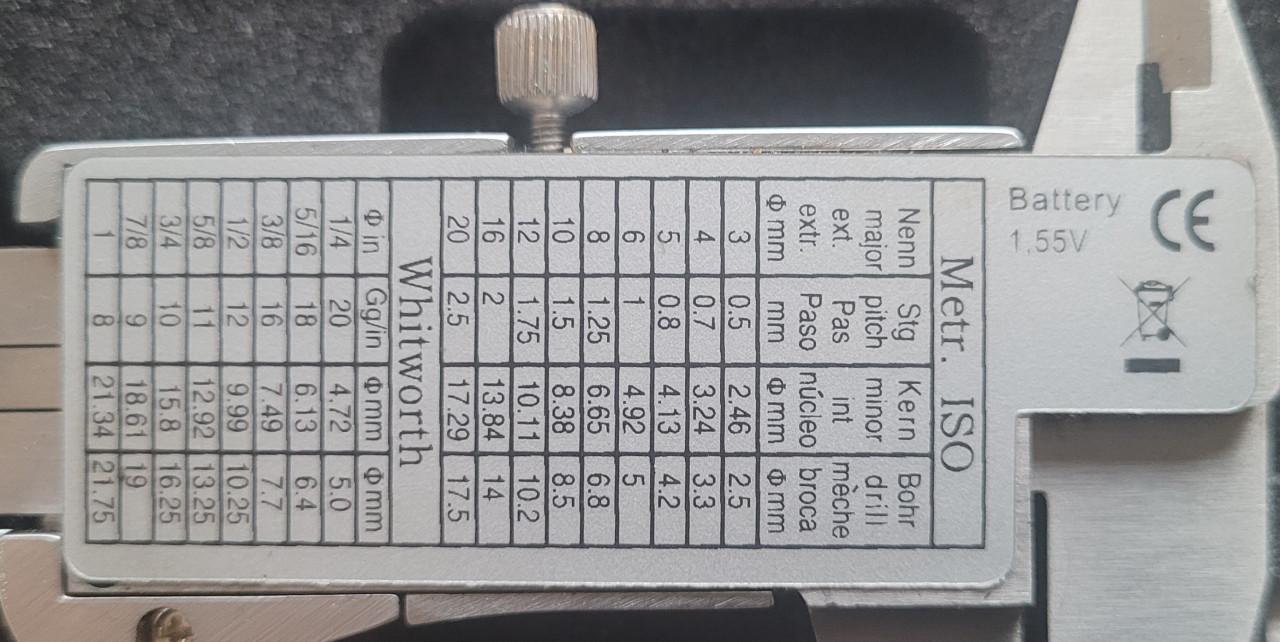 CE
Battery
1.55V
Metr. ISO
Nenn Stg Kern Bohr
major pitch minor drill
ext. Pas int mèche
extr. Paso núcleo broca
Φ mm mm Φ mm Φ mm
3 0.5 2.46 2.5
4 0.7 3.24 3.3
5 0.8 4.13 4.2
6 1 4.92 5
8 1.25 6.65 6.8
10 1.5 8.38 8.5
12 1.75 10.11 10.2
16 2 13.84 14
20 2.5 17.29 17.5
Whitworth
Φ in Gg/in Φ mm Φ mm
1/4 20 4.72 5.0
5/16 18 6.13 6.4
3/8 16 7.49 7.7
1/2 12 9.99 10.25
5/8 11 12.92 13.25
3/4 10 15.8 16.25
7/8 9 18.61 19
1 8 21.34 21.75